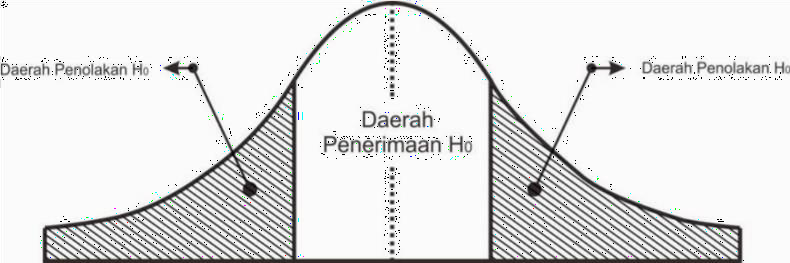 Daerah Penolakan H0
Daerah Penolakan H0
Daerah
Penerimaan H0